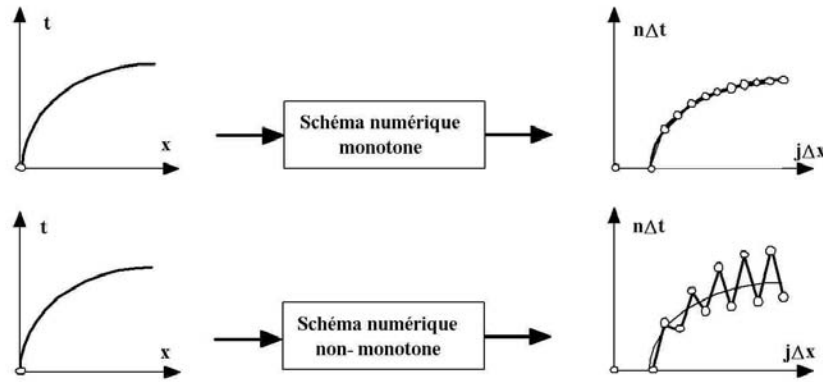 t
x
Schéma numérique
monotone
nΔt
jΔx
t
x
Schéma numérique
non- monotone
nΔt
jΔx